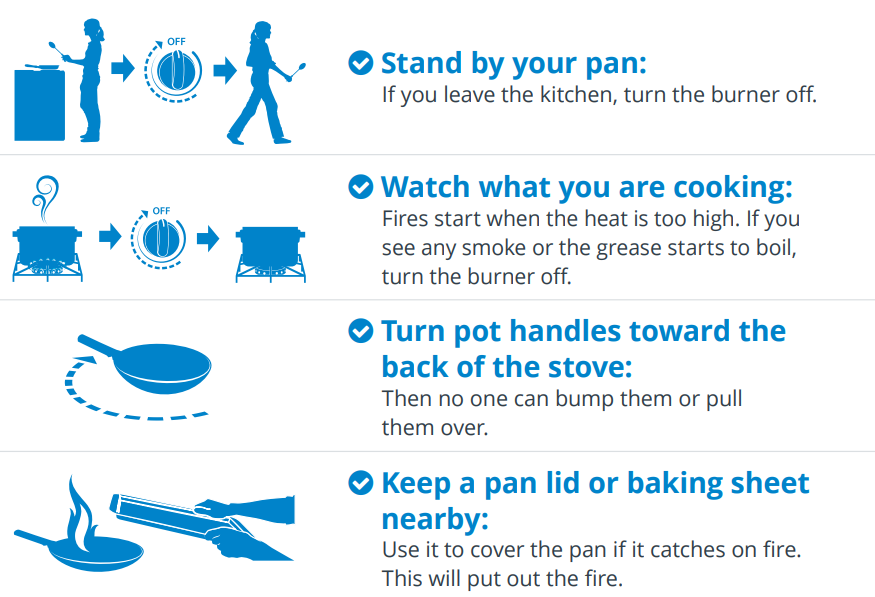 OFF
Stand by your pan:
If you leave the kitchen, turn the burner off.
OFF
Watch what you are cooking:
Fires start when the heat is too high. If you
see any smoke or the grease starts to boil,
turn the burner off.
Turn pot handles toward the
back of the stove:
Then no one can bump them or pull
them over.
Keep a pan lid or baking sheet
nearby:
Use it to cover the pan if it catches on fire.
This will put out the fire.